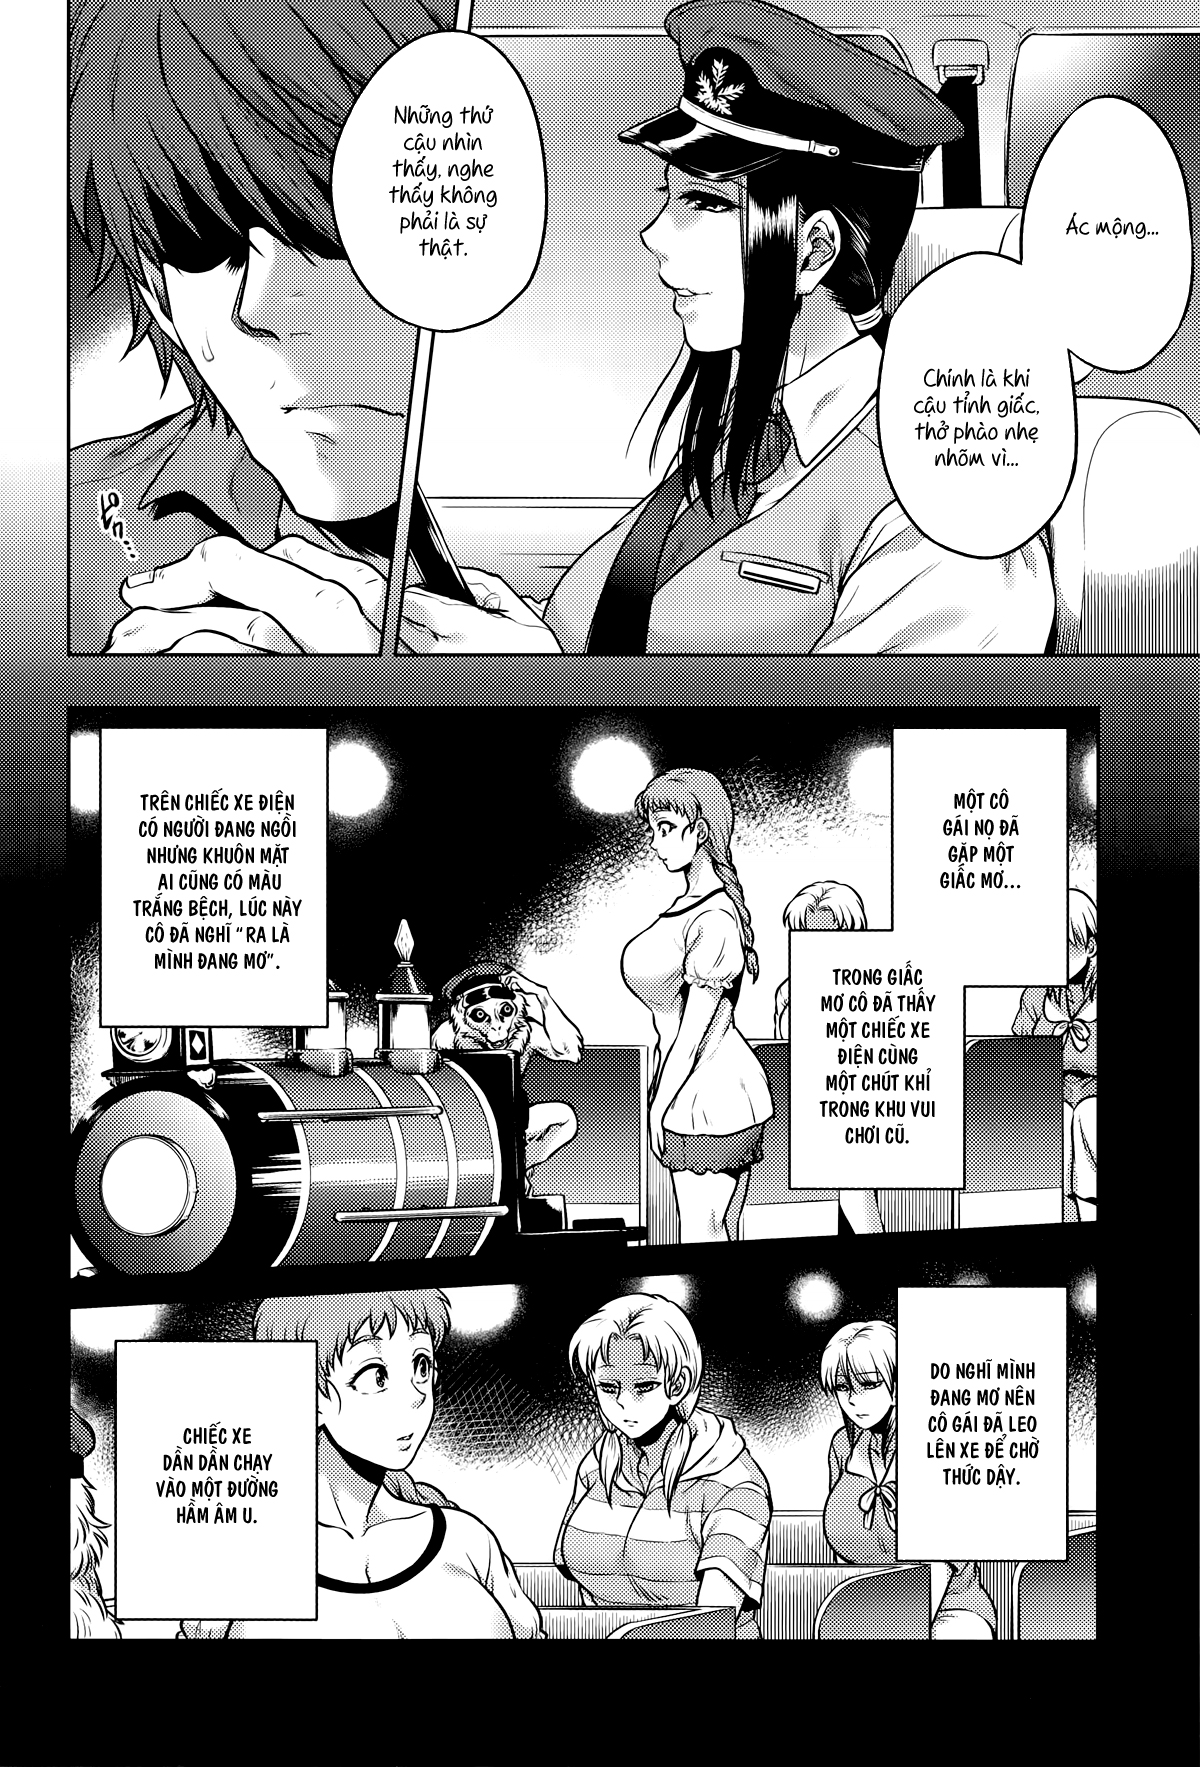 Ác mộng...
Chính là khi
cậu tỉnh giấc,
thở phào nhẹ
nhõm vì...
Những thứ
cậu nhìn
thấy, nghe
thấy không
phải là sự
thật.
ピク...
MỘT CÔ
GÁI NỌ ĐÃ
GẶP MỘT
GIẤC MƠ...
TRONG GIẤC
MƠ CÔ ĐÃ THẤY
MỘT CHIẾC XE
ĐIỆN CÙNG
MỘT CHÚT KHỈ
TRONG KHU VUI
CHƠI CŨ.
TRÊN CHIẾC XE ĐIỆN
CÓ NGƯỜI ĐANG NGỒI
NHƯNG KHUÔN MẶT
AI CŨNG CÓ MÀU
TRẮNG BỆCH, LÚC NÀY
CÔ ĐÃ NGHĨ “RA LÀ
MÌNH ĐANG MƠ”.
DO NGHĨ MÌNH
ĐANG MƠ NÊN
CÔ GÁI ĐÃ LEO
LÊN XE ĐỂ CHỜ
THỨC DẬY.
CHIẾC XE
DẦN DẦN CHẠY
VÀO MỘT ĐƯỜNG
HẦM ÂM U.